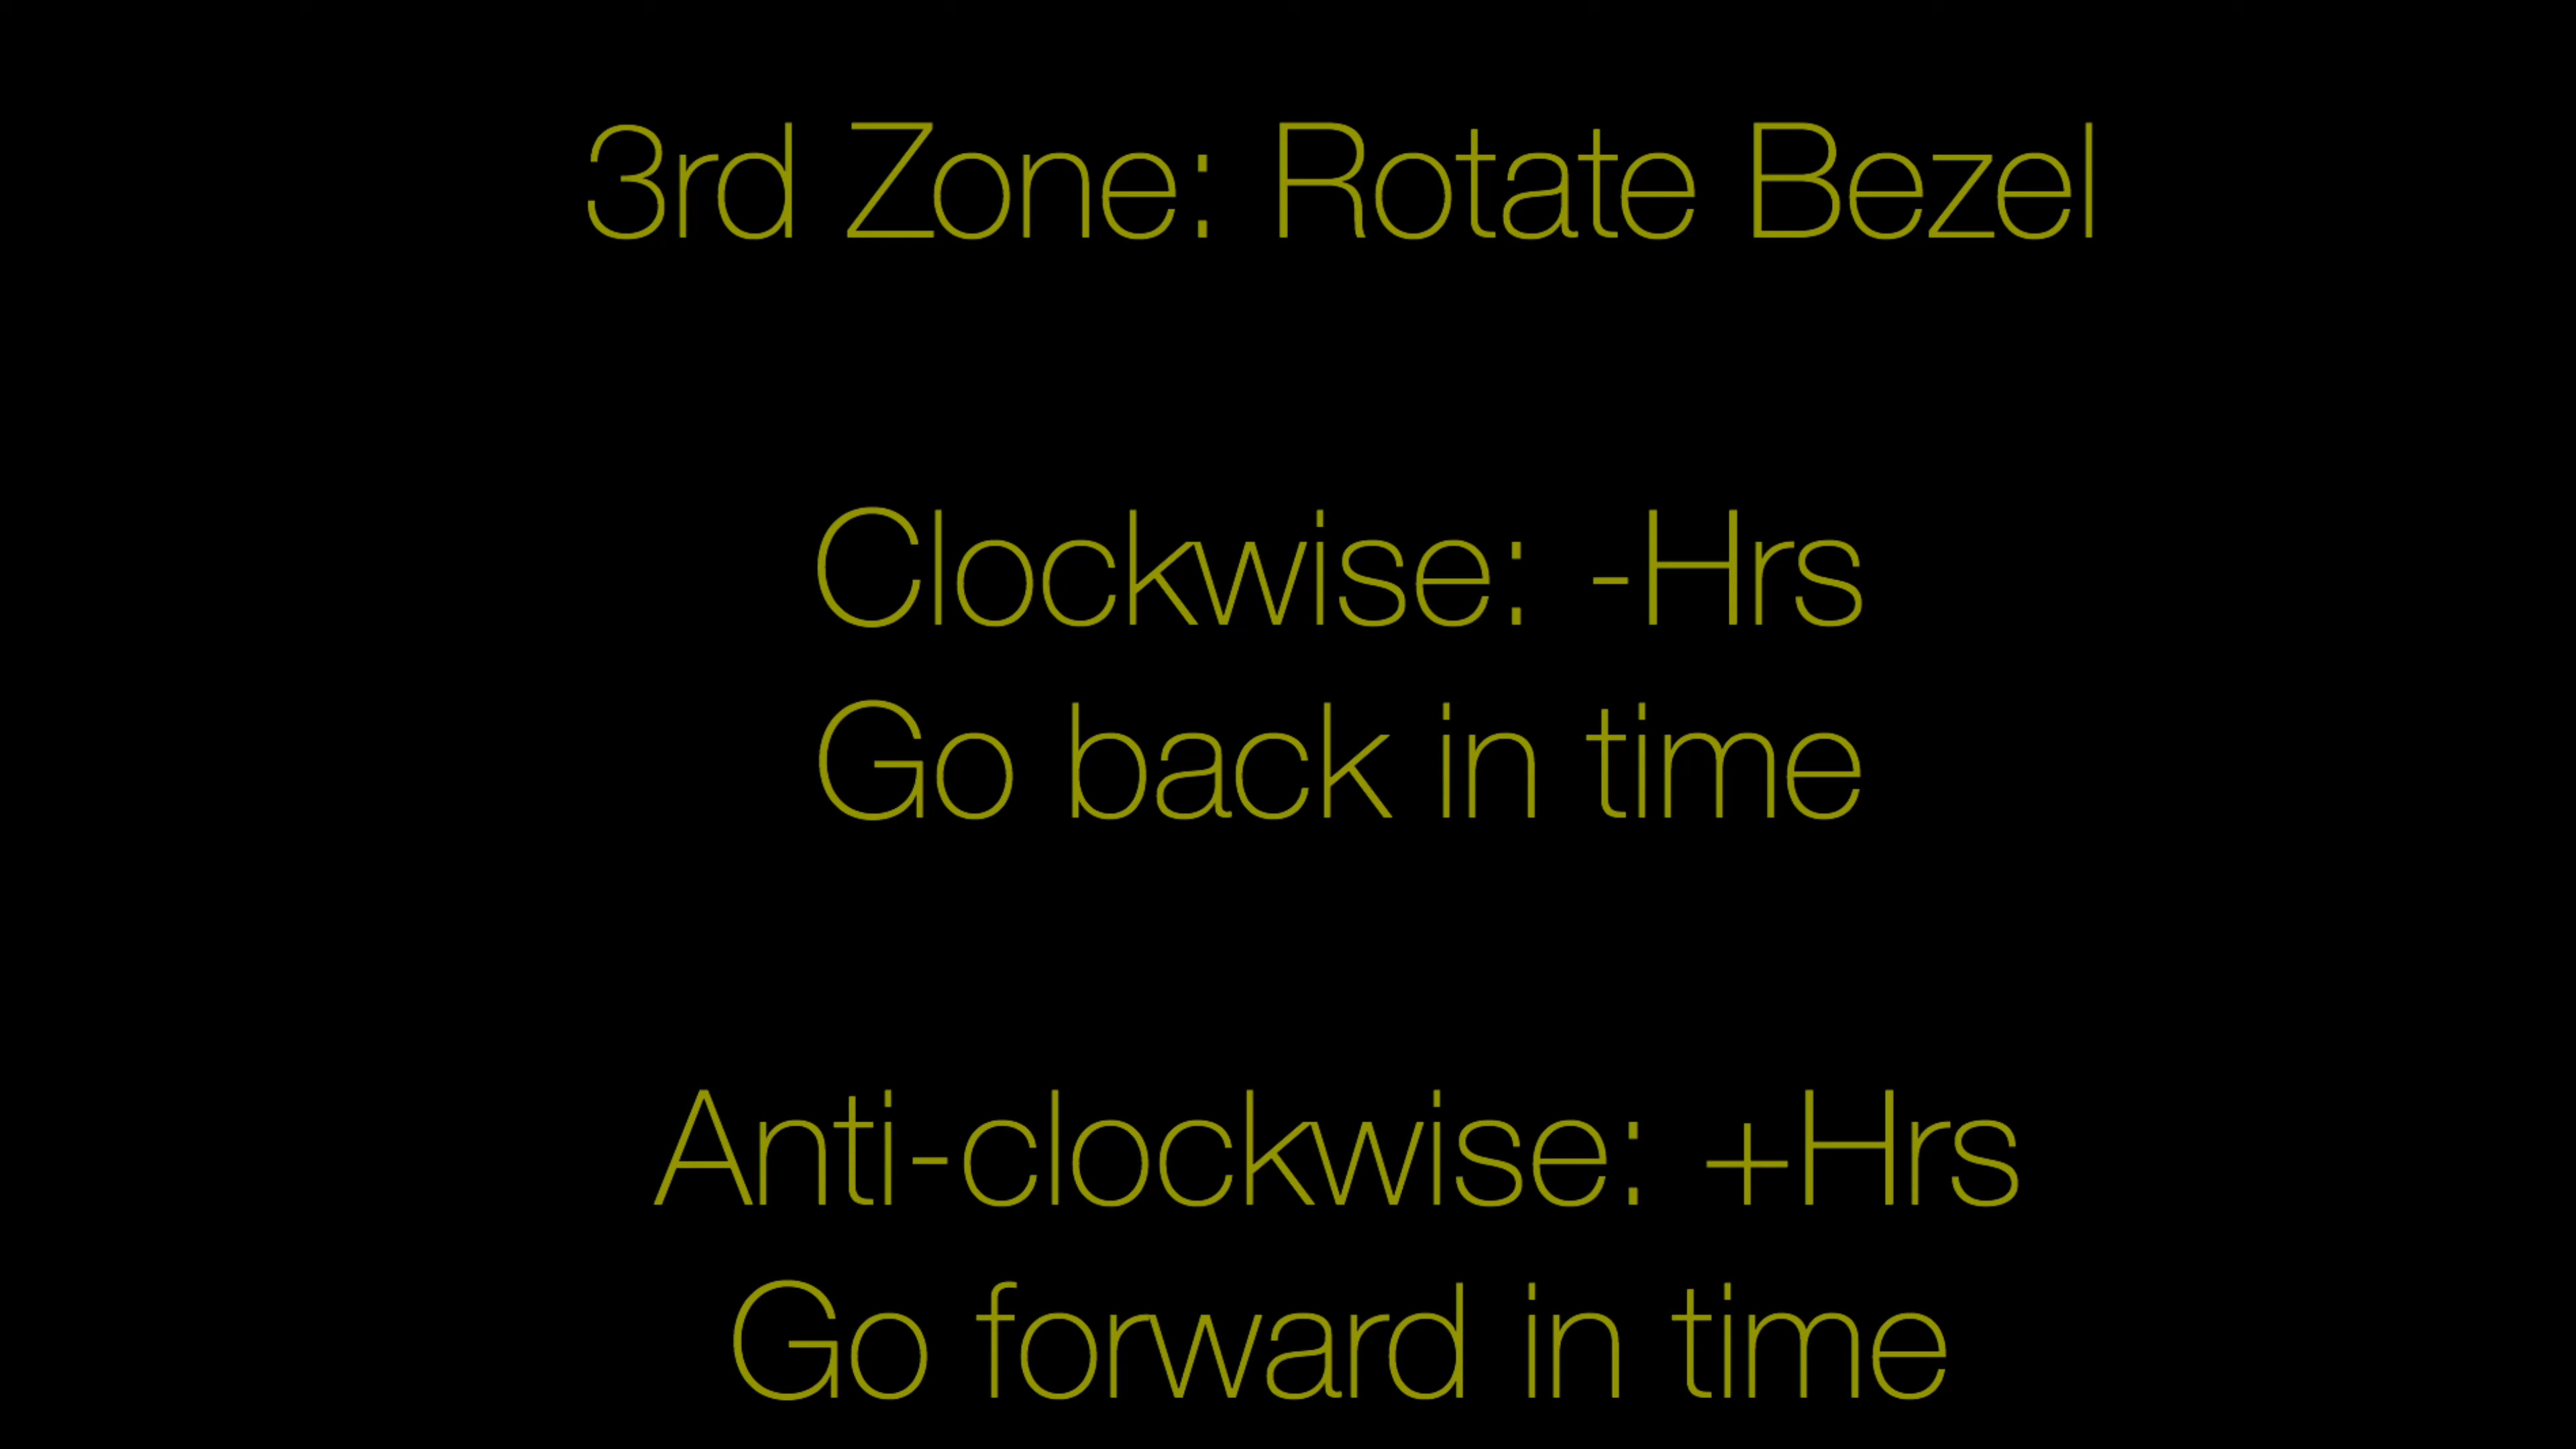 3rd Zone: Rotate Bezel
Clockwise: -Hrs
Go back in time
Anti-clockwise: +Hrs
Go forward in time